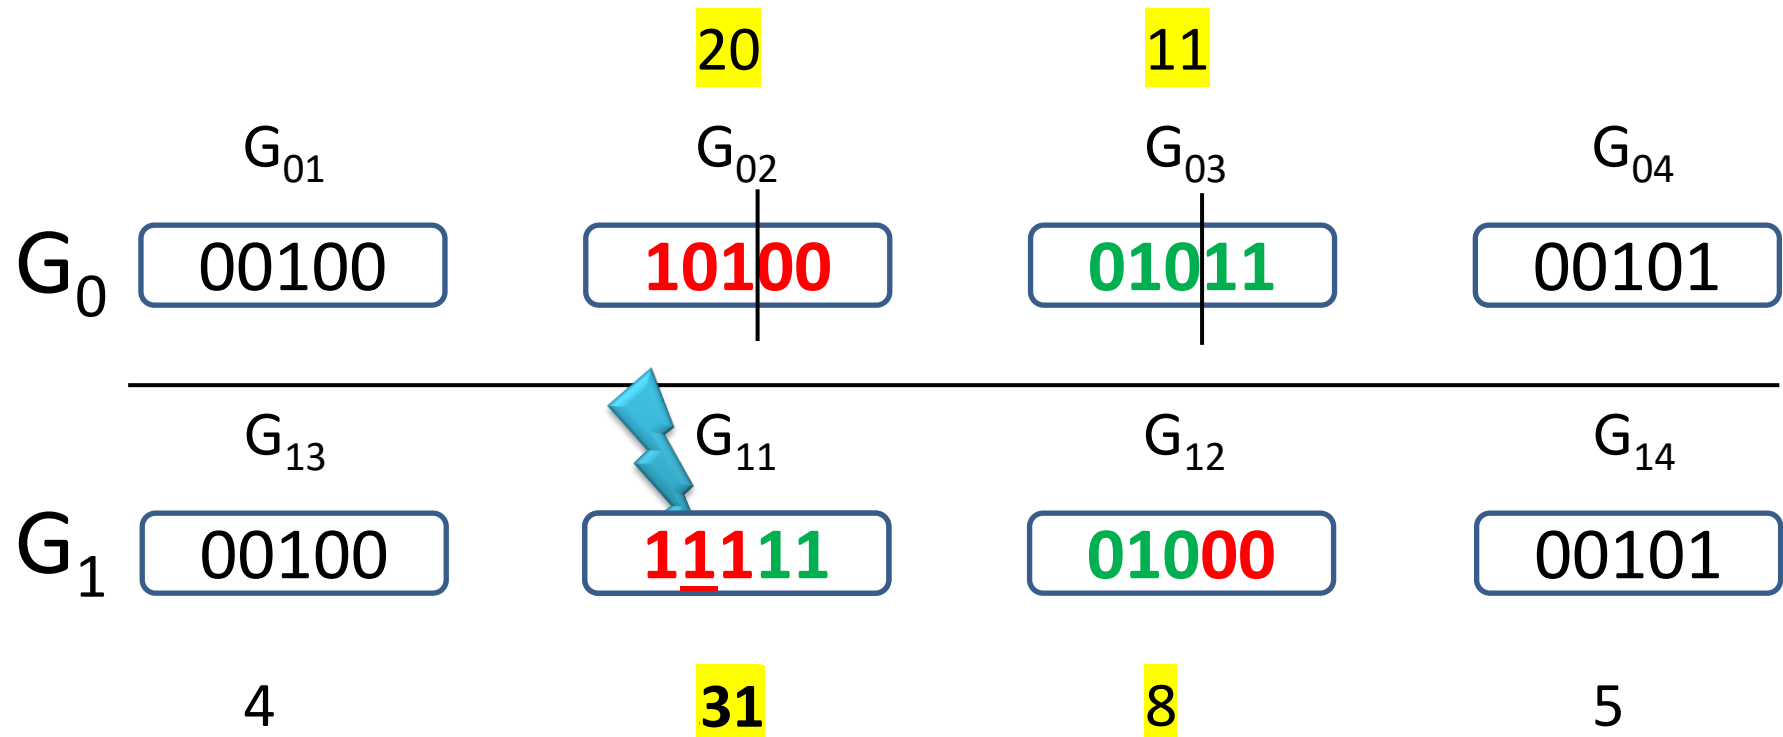 20 11
G₀₁ G₀₂ G₀₃ G₀₄
G₀ 00100 10100 01011 00101
G₁₃ G₁₁ G₁₂ G₁₄
G₁ 00100 11111 01000 00101
4 31 8 5